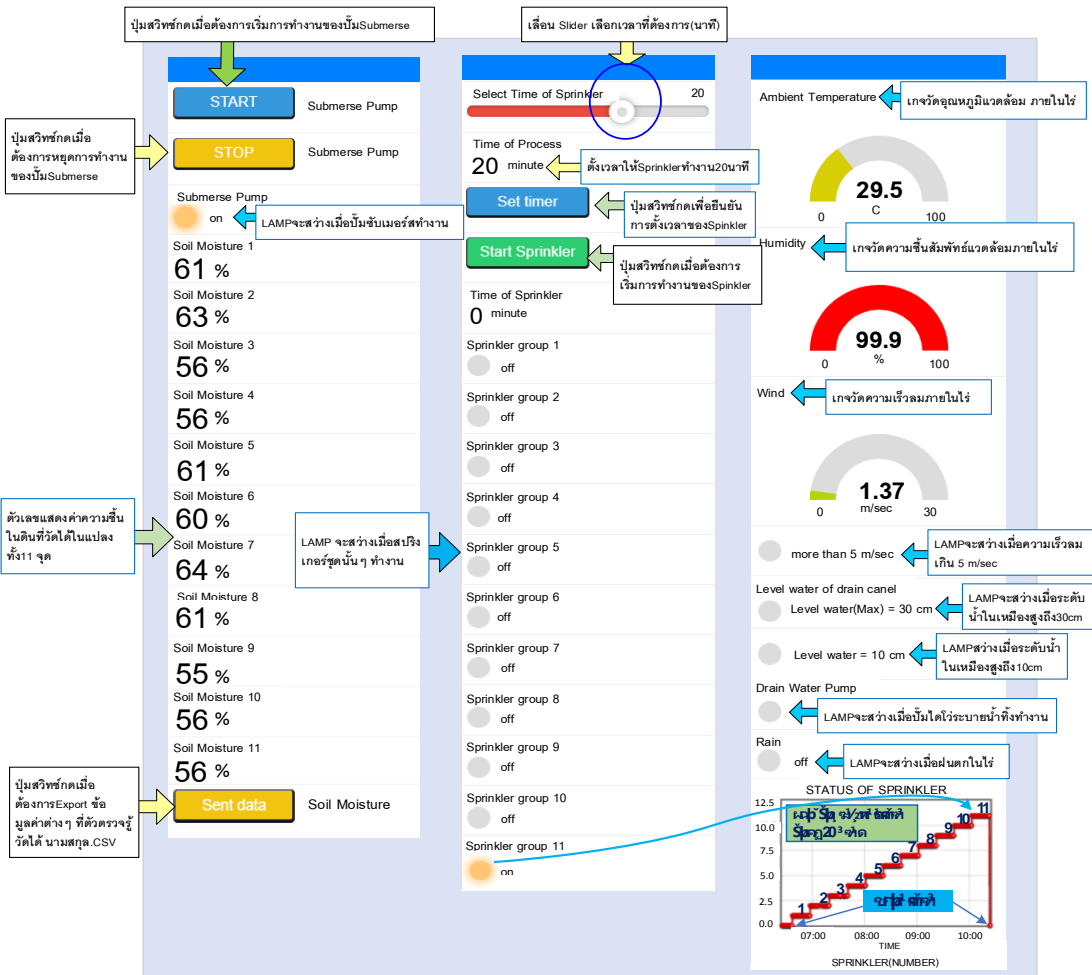 ปุ่มสวิทช์กดเมื่อต้องการเริ่มการทำงานของปั๊มSubmerse
START
Submerse Pump
ปุ่มสวิทช์กดเมื่อ
ต้องการหยุดการทำงาน
ของปั๊มSubmerse
STOP
Submerse Pump
Submerse Pump
on
LAMPจะสว่างเมื่อปั๊มซับเมอร์สทำงาน
Soil Moisture 1
61 %
Soil Moisture 2
63 %
Soil Moisture 3
56 %
Soil Moisture 4
56 %
Soil Moisture 5
61 %
Soil Moisture 6
60 %
ตัวเลขแสดงค่าความชื้น
ในดินที่วัดได้ในแปลง
ทั้ง11 จุด
Soil Moisture 7
64 %
Soil Moisture 8
61 %
Soil Moisture 9
55 %
Soil Moisture 10
56 %
Soil Moisture 11
56 %
ปุ่มสวิทช์กดเมื่อ
ต้องการExport ข้อ
มูลค่าต่างๆ ที่ตัวตรวจรู้
วัดได้ นามสกุล.CSV
Sent data
Soil Moisture
เลื่อน Slider เลือกเวลาที่ต้องการ(นาที)
Select Time of Sprinkler
20
Time of Process
20 minute
ตั้งเวลาให้Sprinklerทำงาน20นาที
Set timer
ปุ่มสวิทช์กดเพื่อยืนยัน
การตั้งเวลาของSpinkler
Start Sprinkler
ปุ่มสวิทช์กดเมื่อต้องการ
เริ่มการทำงานของSpinkler
Time of Sprinkler
0 minute
Sprinkler group 1
off
Sprinkler group 2
off
Sprinkler group 3
off
Sprinkler group 4
off
LAMP จะสว่างเมื่อสปริง
เกอร์ชุดนั้นๆ ทำงาน
Sprinkler group 5
off
Sprinkler group 6
off
Sprinkler group 7
off
Sprinkler group 8
off
Sprinkler group 9
off
Sprinkler group 10
off
Sprinkler group 11
on
Ambient Temperature
เกจวัดอุณหภูมิแวดล้อม ภายในไร่
29.5
C
0
100
Humidity
เกจวัดความชื้นสัมพัทธ์แวดล้อมภายในไร่
99.9
%
0
100
Wind
เกจวัดความเร็วลมภายในไร่
1.37
m/sec
0
30
more than 5 m/sec
LAMPจะสว่างเมื่อความเร็วลม
เกิน 5 m/sec
Level water of drain canel
Level water(Max) = 30 cm
LAMPจะสว่างเมื่อระดับ
น้ำในเหมืองสูงถึง30cm
Level water = 10 cm
LAMPสว่างเมื่อระดับน้ำ
ในเหมืองสูงถึง10cm
Drain Water Pump
LAMPจะสว่างเมื่อปั๊มไดโว่ระบายน้ำทิ้งทำงาน
Rain
off
LAMPจะสว่างเมื่อฝนตกในไร่
STATUS OF SPRINKLER
12.5
10.0
7.5
5.0
2.5
0.0
1
2
3
4
5
6
7
8
9
10
11
07:00
08:00
09:00
10:00
TIME
SPRINKLER(NUMBER)